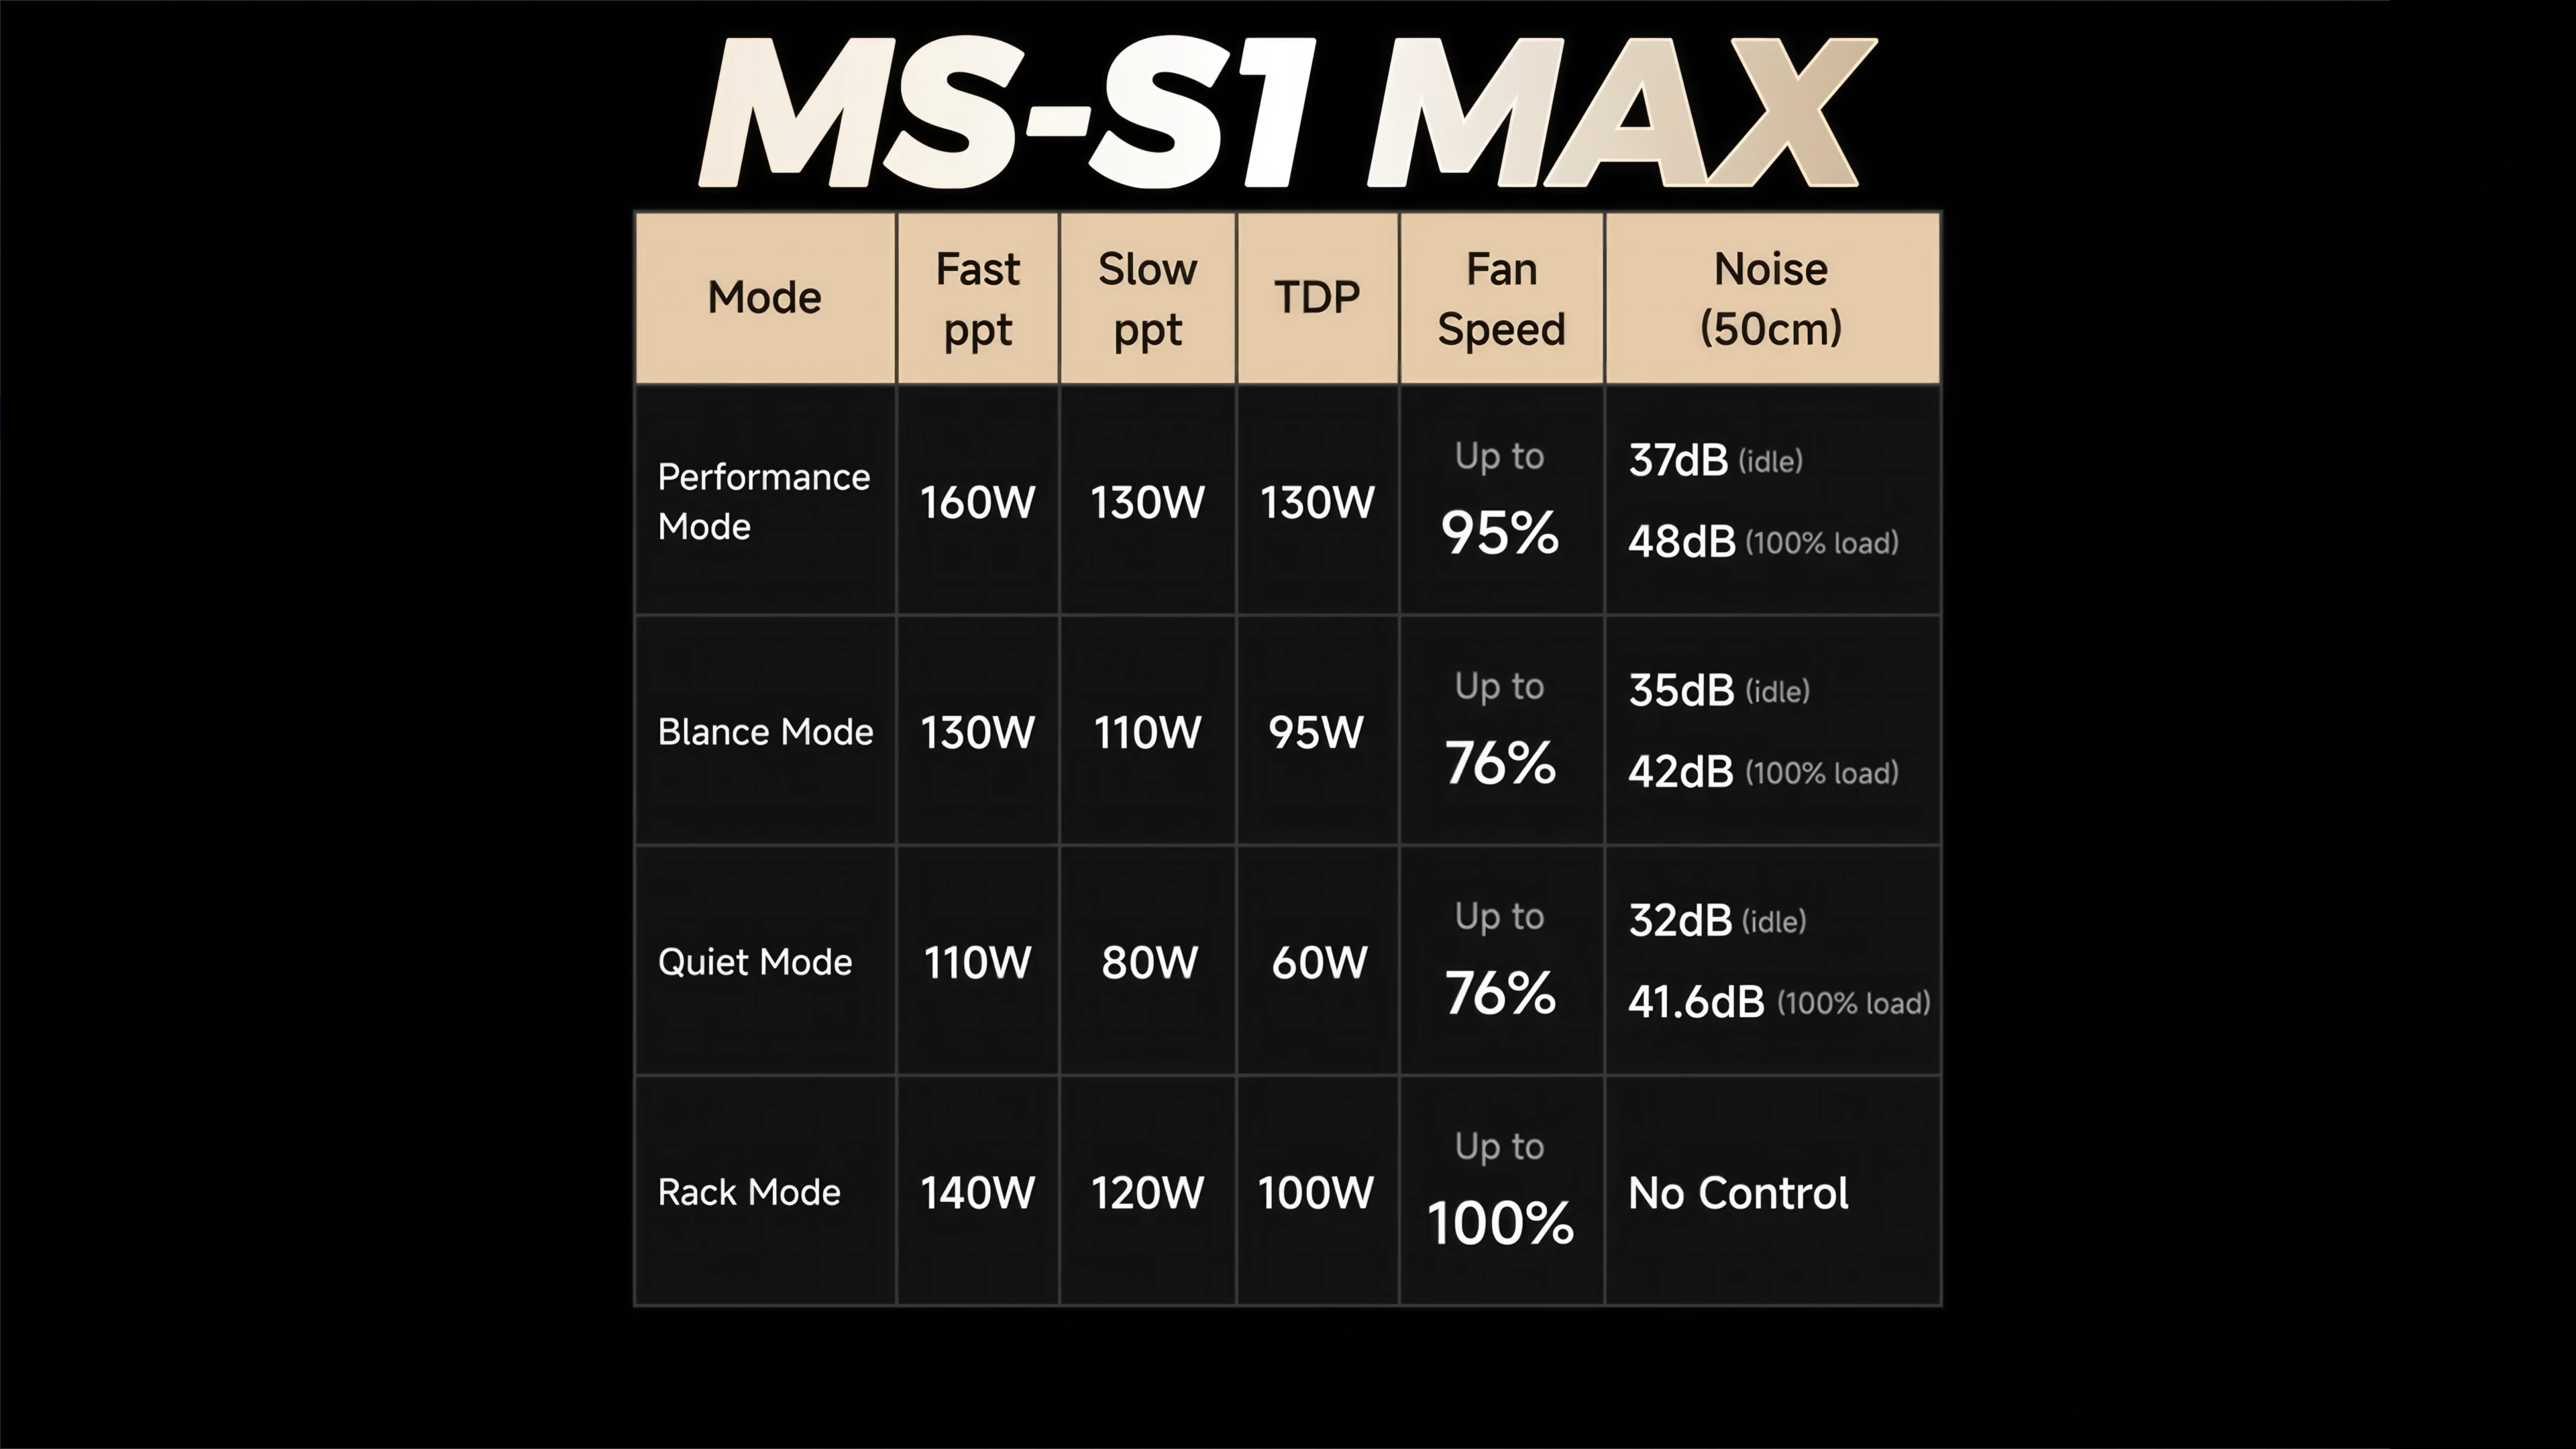 MS-S1 MAX
Mode
Fast
ppt
Slow
ppt
TDP
Fan
Speed
Noise
(50cm)
Performance
Mode
160W
130W
130W
Up to
95%
37dB (idle)
48dB (100% load)
Blance Mode
130W
110W
95W
Up to
76%
35dB (idle)
42dB (100% load)
Quiet Mode
110W
80W
60W
Up to
76%
32dB (idle)
41.6dB (100% load)
Rack Mode
140W
120W
100W
Up to
100%
No Control